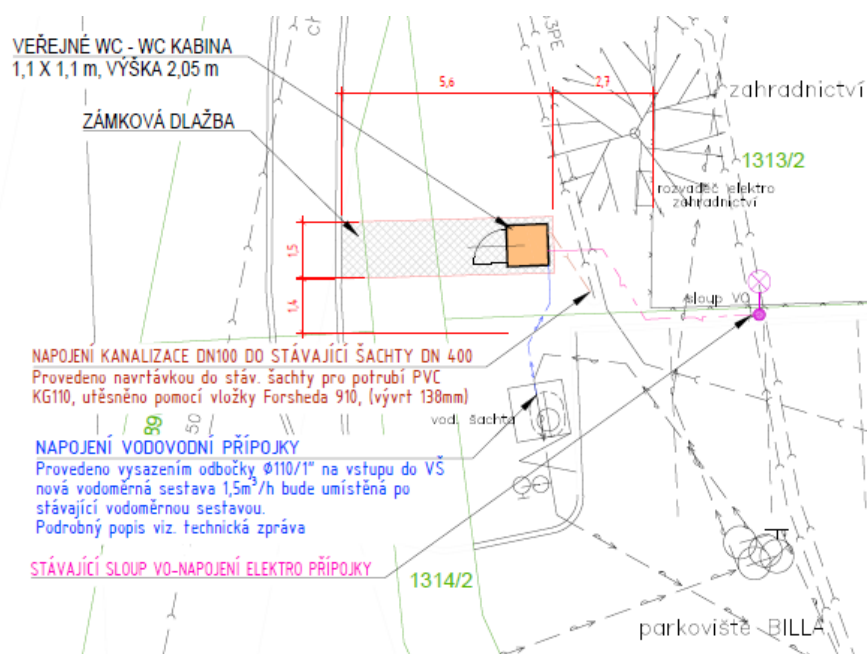 VEŘEJNÉ WC - WC KABINA
1,1 X 1,1 m, VÝŠKA 2,05 m
ZÁMKOVÁ DLAŽBA
5,6
2,7
zahradnictví
1313/2
rozvaděč elektro
zahradnictví
1,5
1,4
sloup VO
NAPOJENÍ KANALIZACE DN100 DO STÁVAJÍCÍ ŠACHTY DN 400
Provedeno navrtávkou do stáv. šachty pro potrubí PVC
KG110, utěsněno pomocí vložky Forsheda 910, (vývrt 138mm)
50
vod. šachta
NAPOJENÍ VODOVODNÍ PŘÍPOJKY
Provedeno vysazením odbočky Ø110/1" na vstupu do VŠ
nová vodoměrná sestava 1,5m³/h bude umístěná po
stávající vodoměrnou sestavou.
Podrobný popis viz. technická zpráva
STÁVAJÍCÍ SLOUP VO-NAPOJENÍ ELEKTRO PŘÍPOJKY
1314/2
parkoviště BILLA